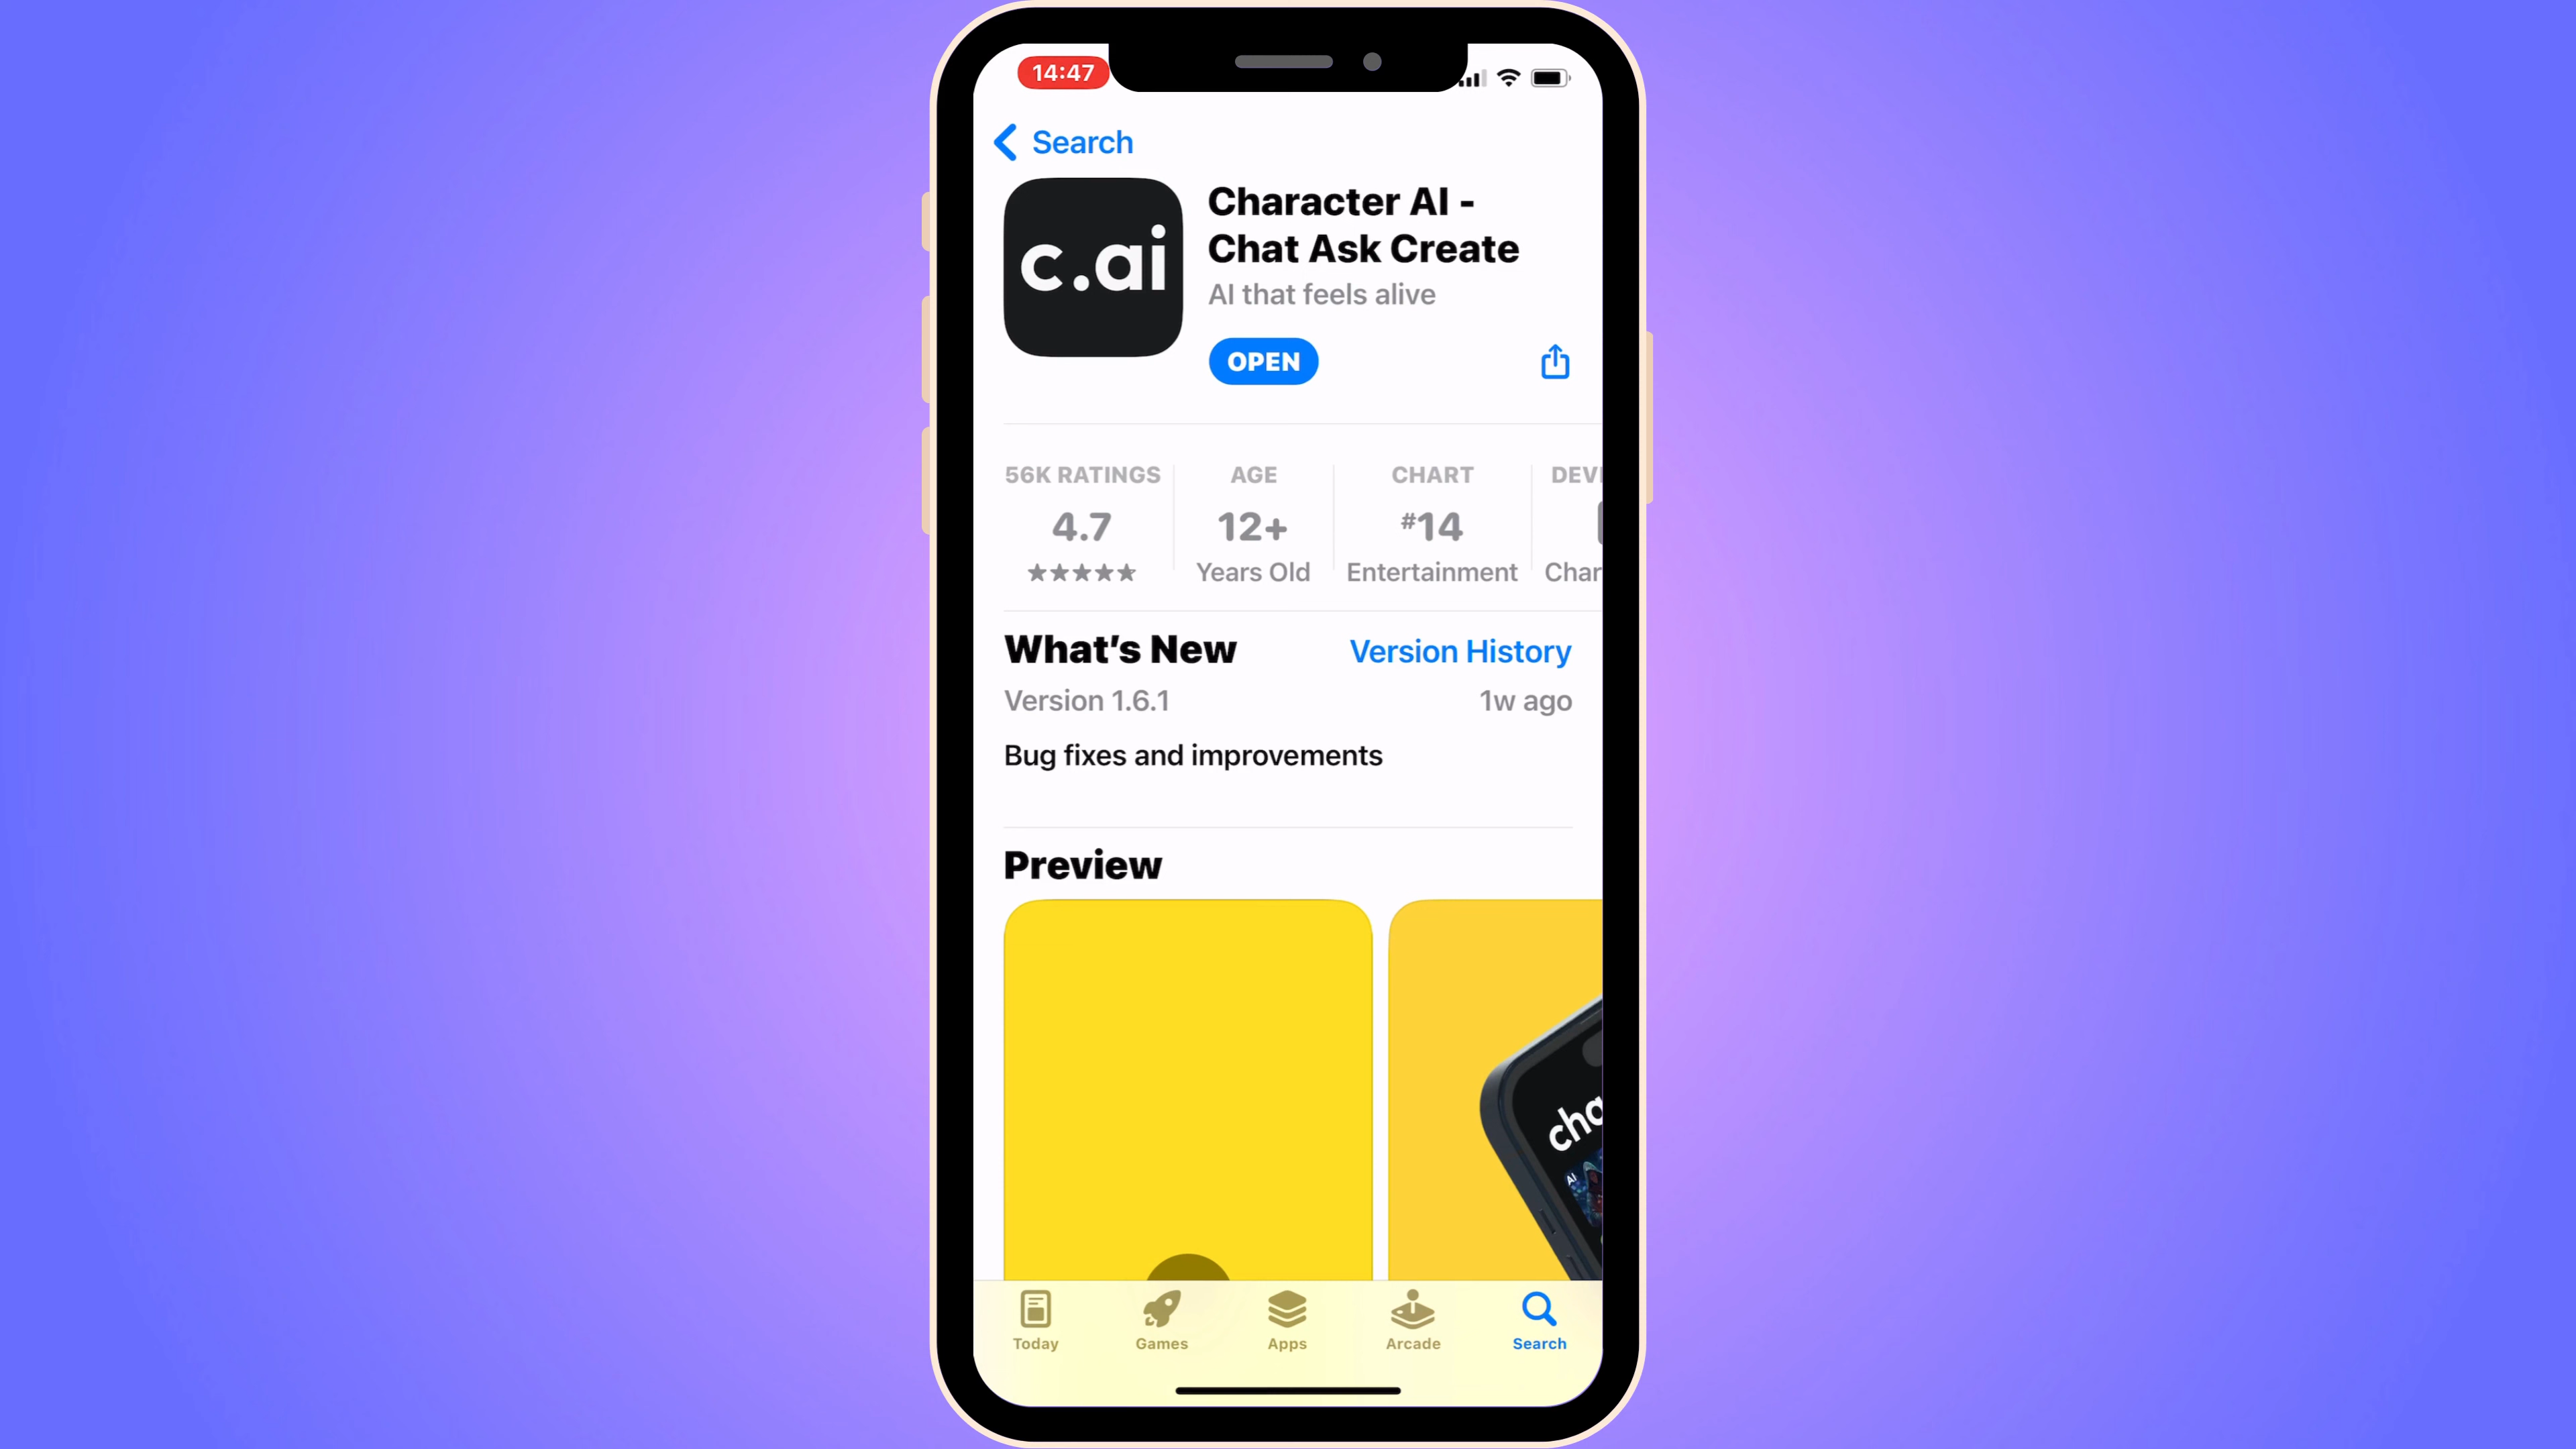 14:47
Search
c.ai
Character AI -
Chat Ask Create
AI that feels alive
OPEN
56K RATINGS
4.7
★★★★★
AGE
12+
Years Old
CHART
#14
Entertainment
What's New
Version History
Version 1.6.1
1w ago
Bug fixes and improvements
Preview
AI
Today
Games
Apps
Arcade
Search